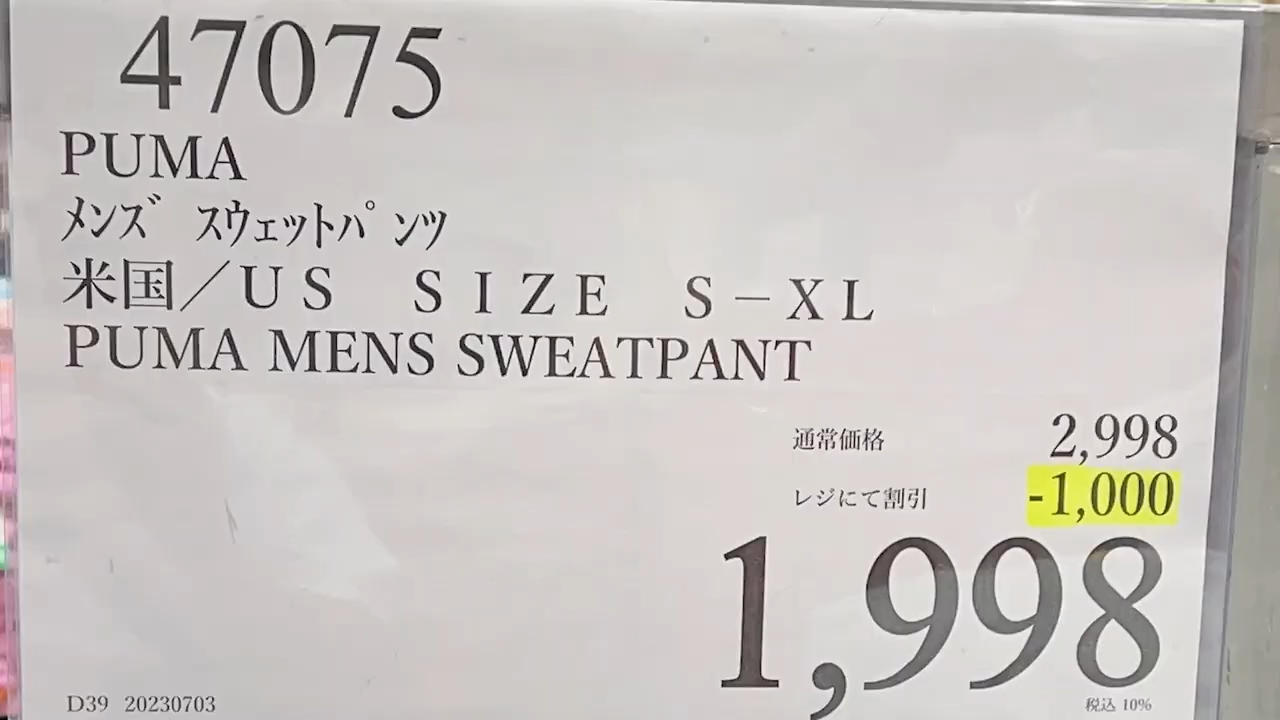 47075
PUMA
ﾒﾝｽﾞ ｽｳｪｯﾄﾊﾟﾝﾂ
米国／ＵＳ　ＳＩＺＥ　Ｓ－ＸＬ
PUMA MENS SWEATPANT
通常価格 2,998
レジにて割引 -1,000
1,998
D39 20230703 税込 10%